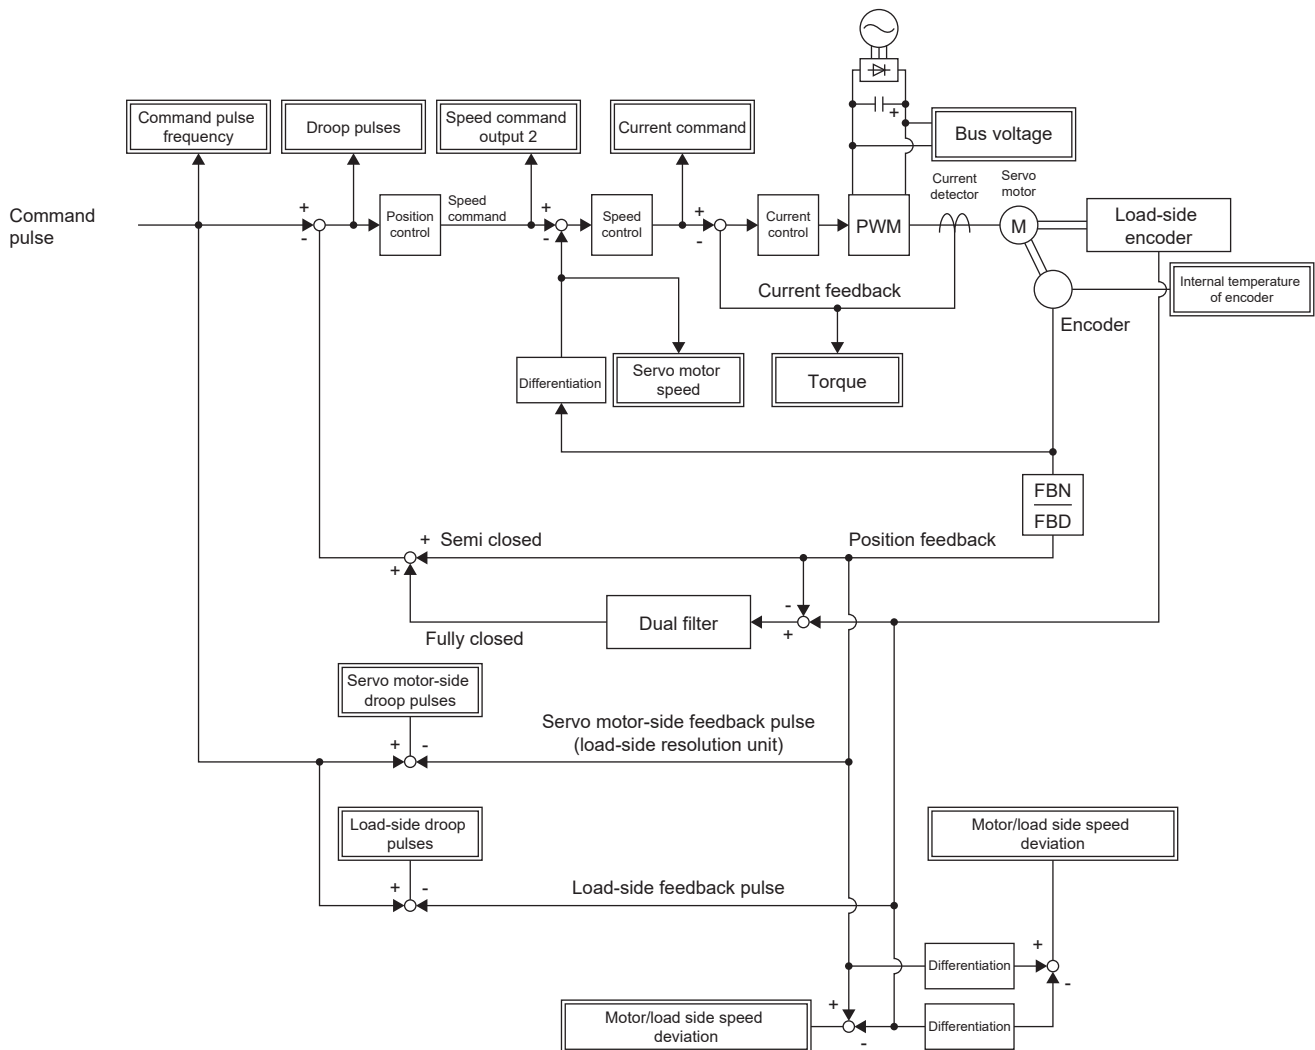 Command pulse
frequency
Droop pulses
Speed command
output 2
Current command
Bus voltage
+
Command
pulse
+
-
Position
control
Speed
command
+
-
Speed
control
+
-
Current
control
PWM
Current
detector
Servo
motor
M
Load-side
encoder
Internal temperature
of encoder
Encoder
Current feedback
Differentiation
Servo motor
speed
Torque
FBN
FBD
+
Semi closed
Position feedback
+
Fully closed
Dual filter
-
+
Servo motor-side
droop pulses
+
-
Servo motor-side feedback pulse
(load-side resolution unit)
Load-side droop
pulses
+
-
Load-side feedback pulse
Motor/load side speed
deviation
Differentiation
+
-
Motor/load side speed
deviation
+
-
Differentiation